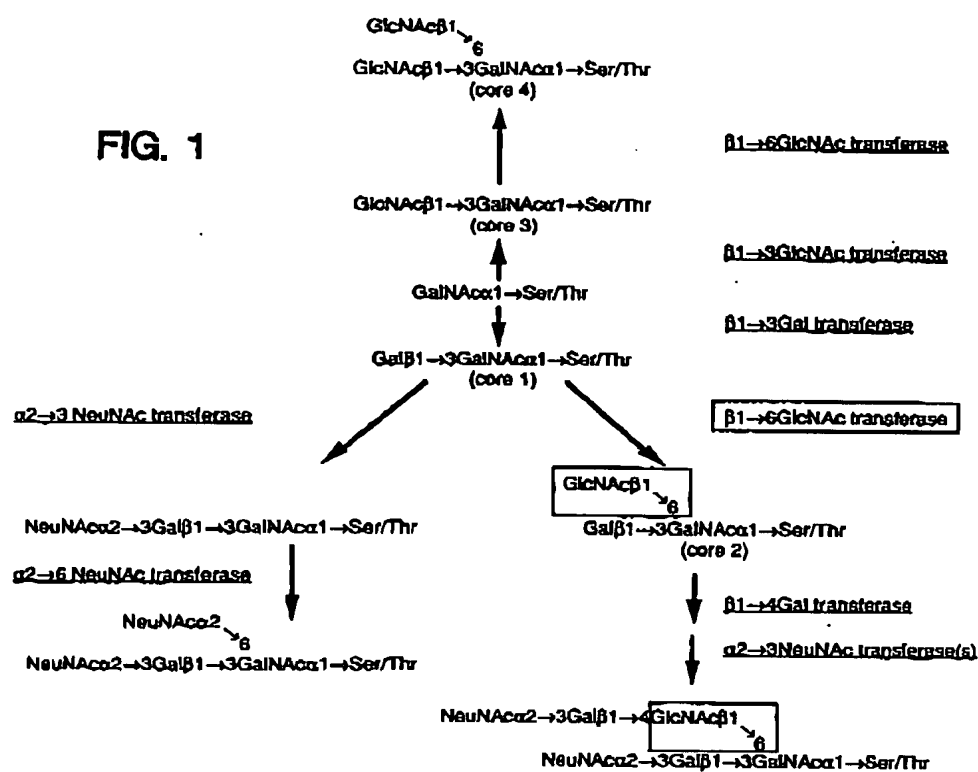 GlcNAcβ1
↘6
GlcNAcβ1→3GalNAcα1→Ser/Thr
(core 4)
FIG. 1
β1→6GlcNAc transferase
GlcNAcβ1→3GalNAcα1→Ser/Thr
(core 3)
β1→3GlcNAc transferase
GalNAcα1→Ser/Thr
β1→3Gal transferase
Galβ1→3GalNAcα1→Ser/Thr
(core 1)
α2→3 NeuNAc transferase
β1→6GlcNAc transferase
GlcNAcβ1
↘6
NeuNAcα2→3Galβ1→3GalNAcα1→Ser/Thr
Galβ1→3GalNAcα1→Ser/Thr
(core 2)
α2→6 NeuNAc transferase
β1→4Gal transferase
NeuNAcα2
↘6
NeuNAcα2→3Galβ1→3GalNAcα1→Ser/Thr
α2→3NeuNAc transferase(s)
NeuNAcα2→3Galβ1→4GlcNAcβ1
↘6
NeuNAcα2→3Galβ1→3GalNAcα1→Ser/Thr